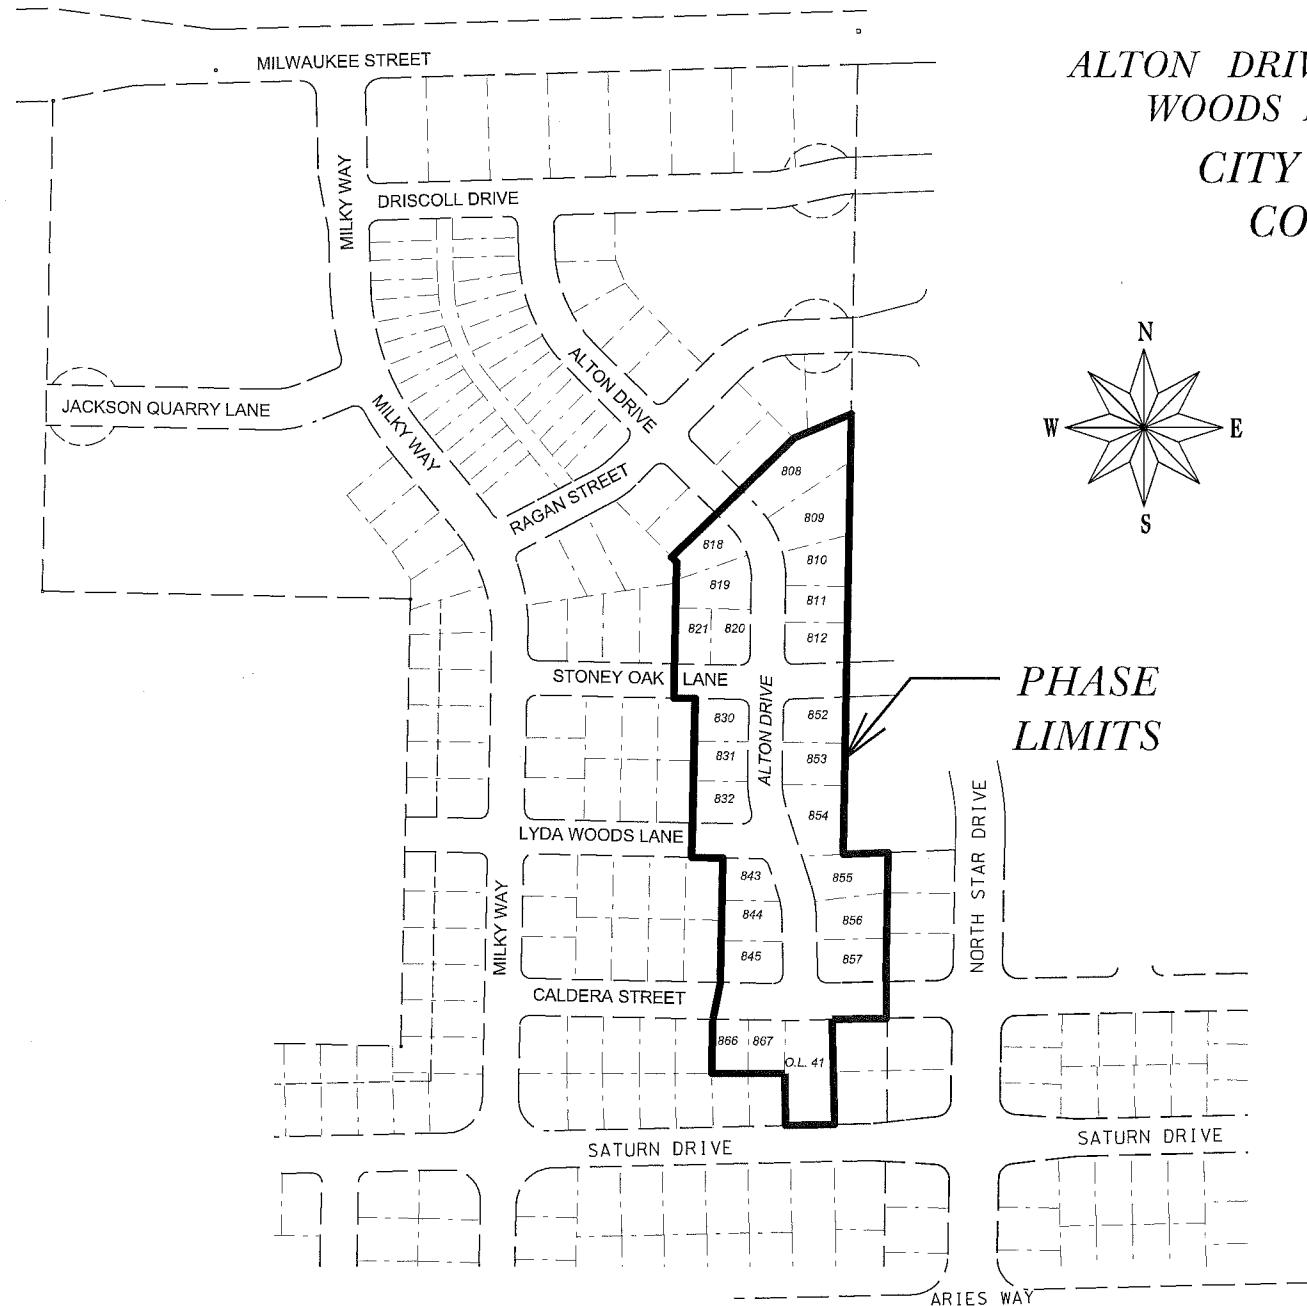 MILWAUKEE STREET
ALTON DRIV
WOODS
CITY
CO
MILKY WAY
DRISCOLL DRIVE
N
W
E
S
ALTON DRIVE
JACKSON QUARRY LANE
MILKY WAY
RAGAN STREET
808
809
818
810
819
811
821
820
812
STONEY OAK LANE
PHASE
LIMITS
ALTON DRIVE
830
852
831
853
832
854
LYDA WOODS LANE
NORTH STAR DRIVE
843
855
844
856
845
857
MILKY WAY
CALDERA STREET
866
867
O.L. 41
SATURN DRIVE
SATURN DRIVE
ARIES WAY